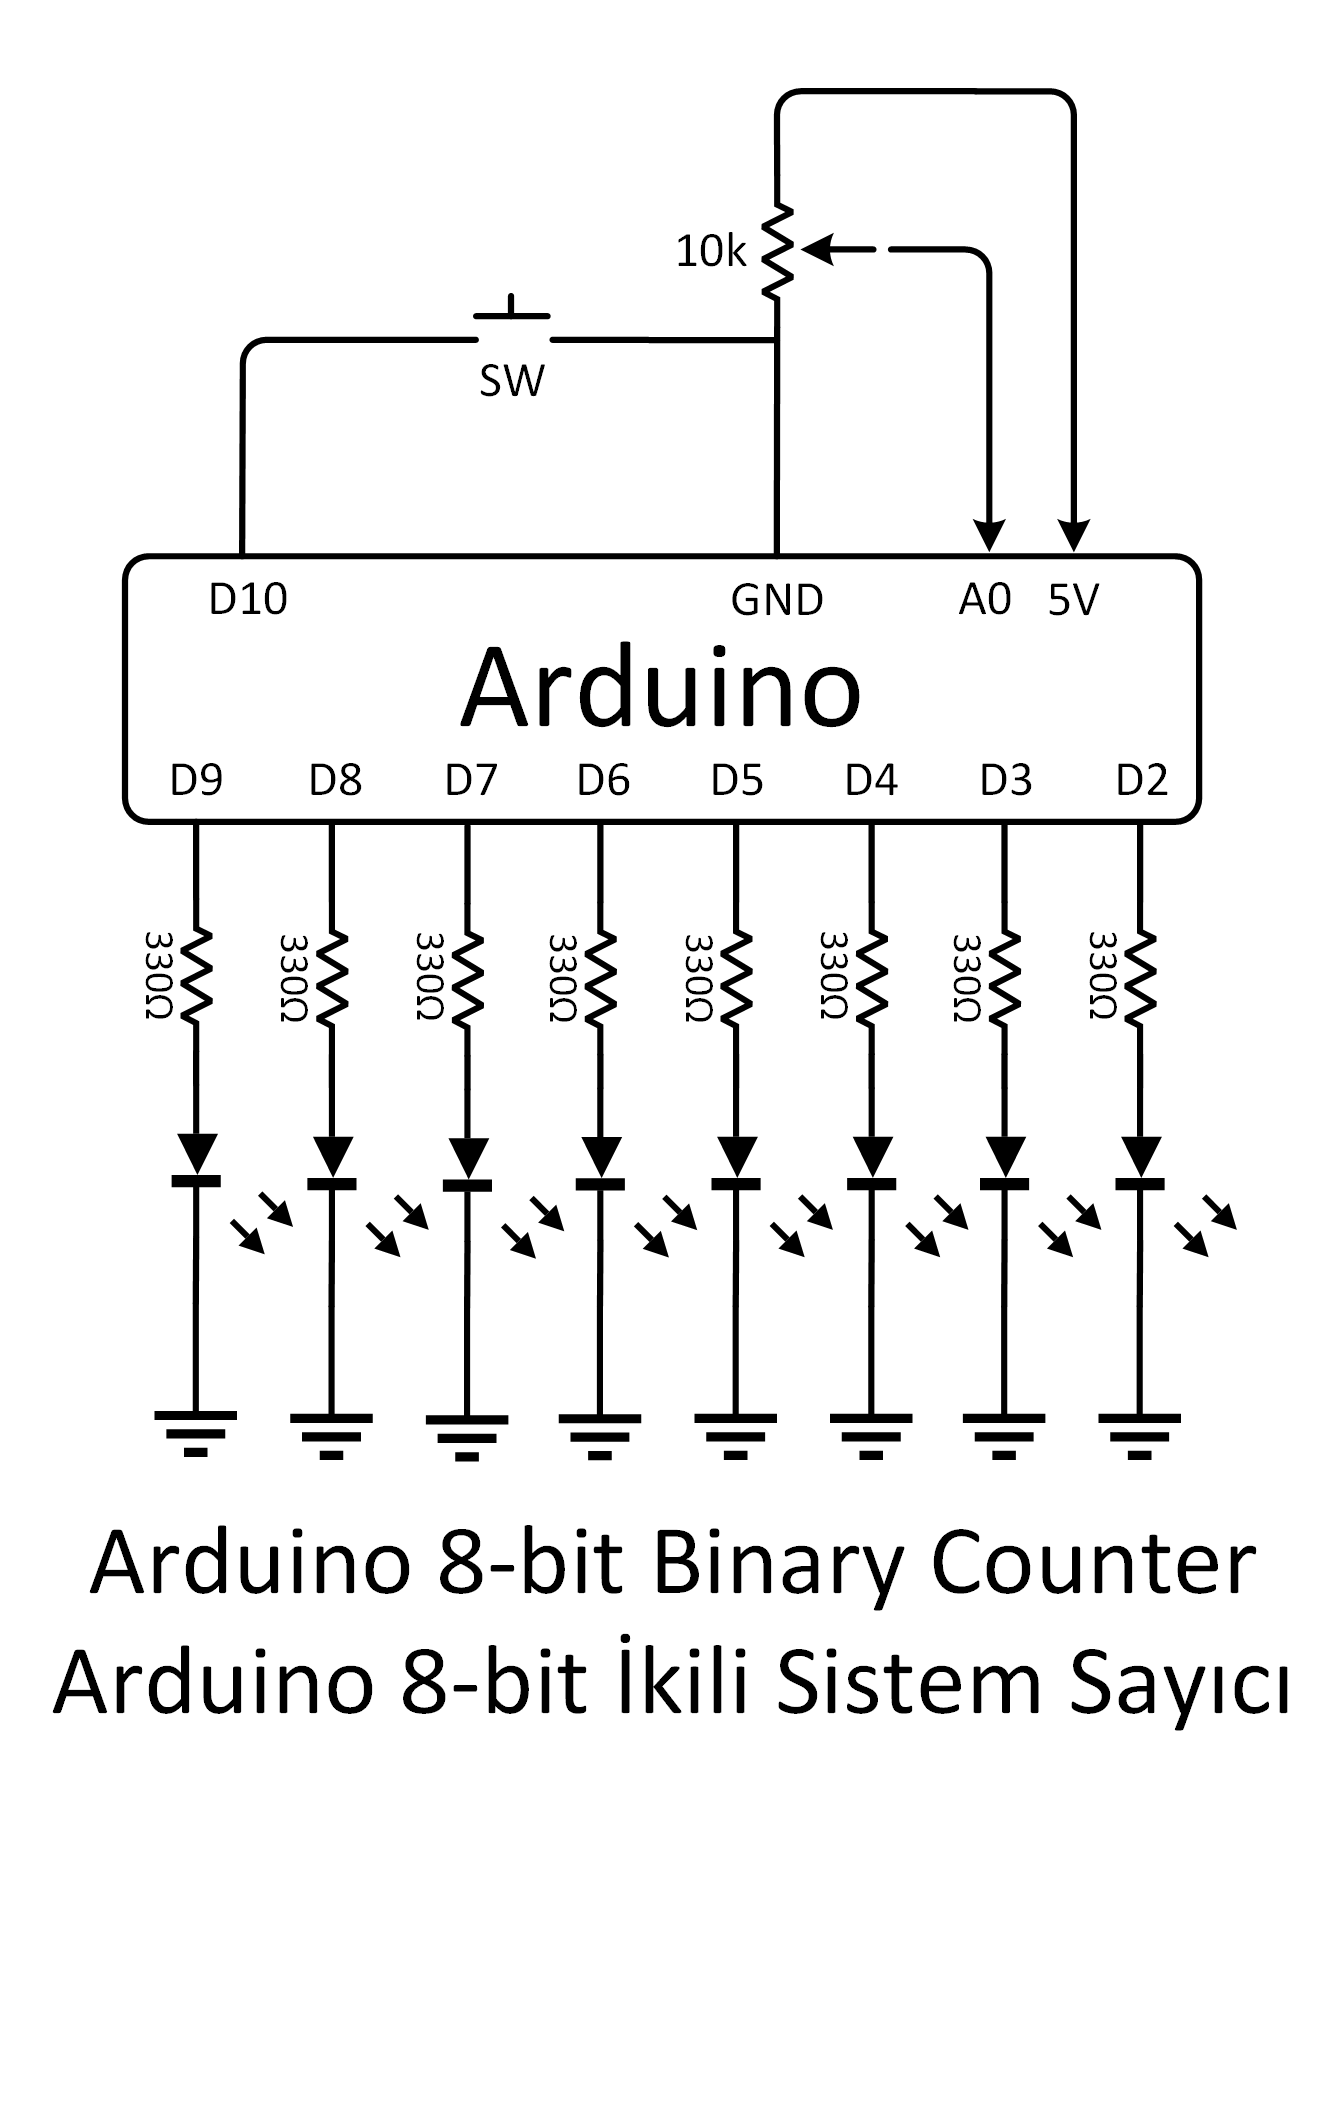 10k
SW
D10 GND A0 5V
Arduino
D9 D8 D7 D6 D5 D4 D3 D2
330Ω 330Ω 330Ω 330Ω 330Ω 330Ω 330Ω 330Ω
Arduino 8-bit Binary Counter
Arduino 8-bit İkili Sistem Sayıcı